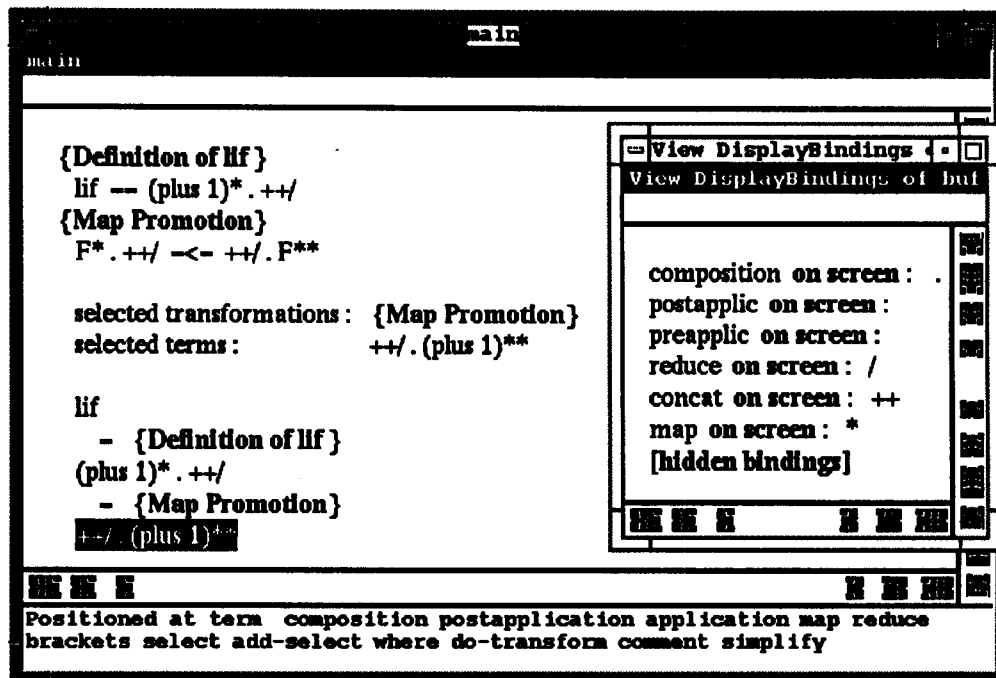 main
main
{Definition of lif }
lif == (plus 1)* . ++/
{Map Promotion}
F* . ++/ =<= ++/ . F**
selected transformations : {Map Promotion}
selected terms : ++/ . (plus 1)**
lif
= {Definition of lif }
(plus 1)* . ++/
= {Map Promotion}
++/ . (plus 1)**
View DisplayBindings
View DisplayBindings of buf
composition on screen : .
postapplic on screen :
preapplic on screen :
reduce on screen : /
concat on screen : ++
map on screen : *
[hidden bindings]
Positioned at term composition postapplication application map reduce
brackets select add-select where do-transform comment simplify